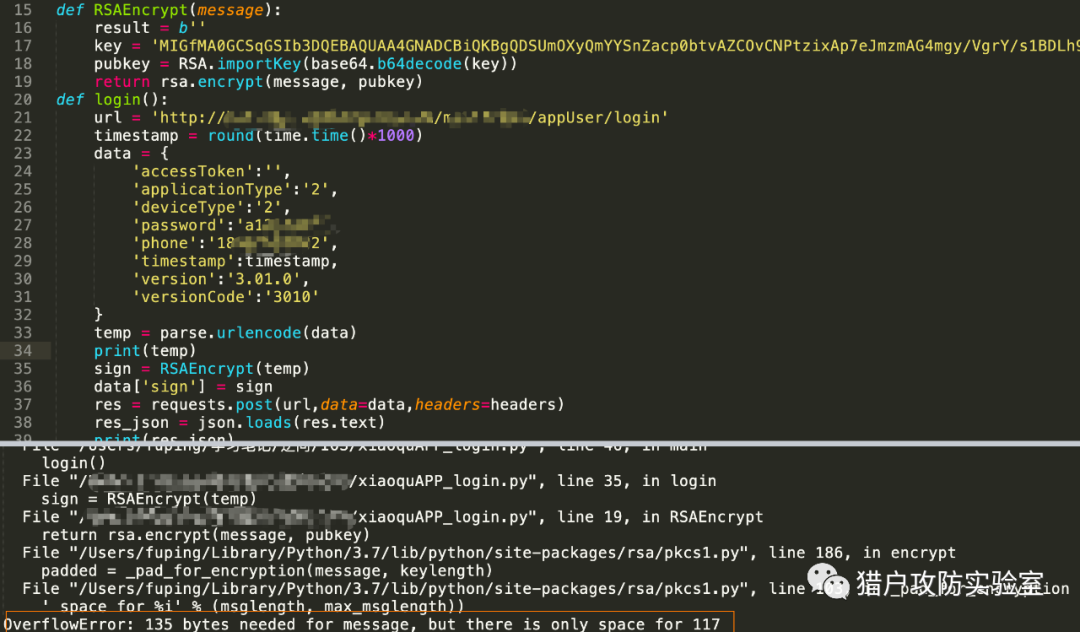 15 def RSAEncrypt(message):
16 result = b''
17 key = 'MIGfMA0GCSqGSIb3DQEBAQUAA4GNADCBiQKBgQDSUmOXyQmYYSnZacp0btvAZCOvCNPtzixAp7eJmzmAG4mgy/VgrY/s1BDLh9
18 pubkey = RSA.importKey(base64.b64decode(key))
19 return rsa.encrypt(message, pubkey)
20 def login():
21 url = 'http:// /appUser/login'
22 timestamp = round(time.time()*1000)
23 data = {
24 'accessToken':'',
25 'applicationType':'2',
26 'deviceType':'2',
27 'password':'a1
28 'phone':'18 2',
29 'timestamp':timestamp,
30 'version':'3.01.0',
31 'versionCode':'3010'
32 }
33 temp = parse.urlencode(data)
34 print(temp)
35 sign = RSAEncrypt(temp)
36 data['sign'] = sign
37 res = requests.post(url,data=data,headers=headers)
38 res_json = json.loads(res.text)
39 print(res_json)
File "/Users/fuping/学习笔记/逆向/iOS/xiaoquAPP_login.py", line 46, in main
login()
File "/ /xiaoquAPP_login.py", line 35, in login
sign = RSAEncrypt(temp)
File "/ /xiaoquAPP_login.py", line 19, in RSAEncrypt
return rsa.encrypt(message, pubkey)
File "/Users/fuping/Library/Python/3.7/lib/python/site-packages/rsa/pkcs1.py", line 186, in encrypt
padded = _pad_for_encryption(message, keylength)
File "/Users/fuping/Library/Python/3.7/lib/python/site-packages/rsa/pkcs1.py", line in _pad_for_encryption
' space for %i' % (msglength, max_msglength))
OverflowError: 135 bytes needed for message, but there is only space for 117
猎户攻防实验室